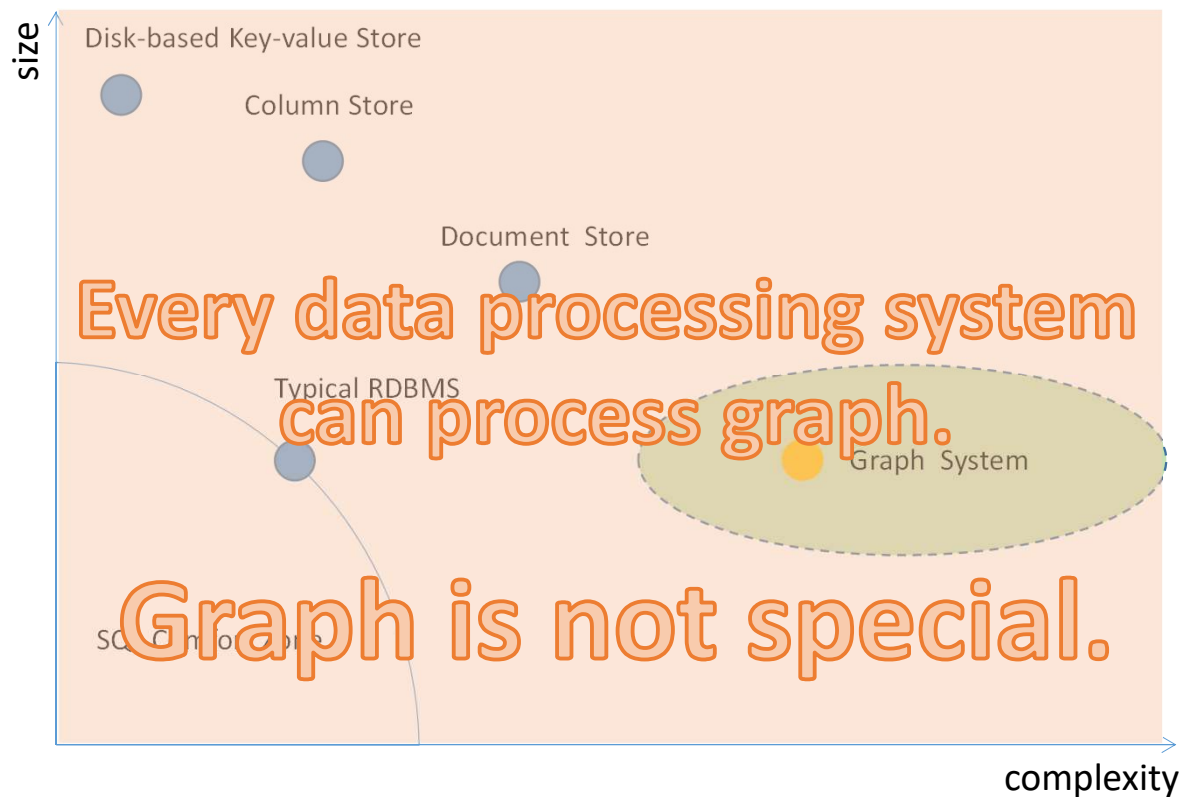 size
Disk-based Key-value Store
Column Store
Document Store
Every data processing system
Typical RDBMS
can process graph.
Graph System
Graph is not special.
complexity